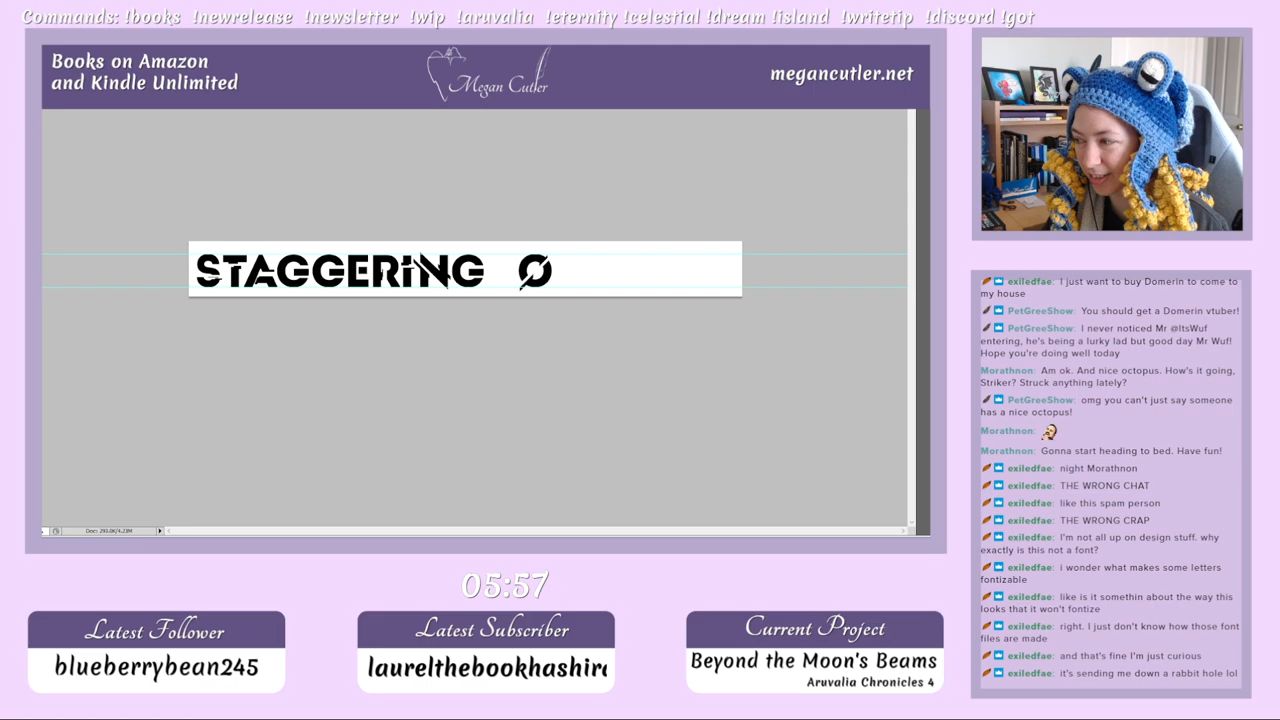 Commands: !books !newrelease !newsletter !wip !aruvalia !eternity !celestial !dream !island !writetip !discord !got
Books on Amazon
and Kindle Unlimited
Megan Cutler
megancutler.net
STAGGERING Ø
Doc: 293.0K/4.23M
05:57
Latest Follower
blueberrybean245
Latest Subscriber
laurelthebookhashira
Current Project
Beyond the Moon's Beams
Aruvalia Chronicles 4
exiledfae: I just want to buy Domerin to come to
my house
PetGreeShow: You should get a Domerin vtuber!
PetGreeShow: I never noticed Mr @ItsWuf
entering, he's being a lurky lad but good day Mr Wuf!
Hope you're doing well today
Morathnon: Am ok. And nice octopus. How's it going,
Striker? Struck anything lately?
PetGreeShow: omg you can't just say someone
has a nice octopus!
Morathnon:
Morathnon: Gonna start heading to bed. Have fun!
exiledfae: night Morathnon
exiledfae: THE WRONG CHAT
exiledfae: like this spam person
exiledfae: THE WRONG CRAP
exiledfae: I'm not all up on design stuff. why
exactly is this not a font?
exiledfae: i wonder what makes some letters
fontizable
exiledfae: like is it somethin about the way this
looks that it won't fontize
exiledfae: right. I just don't know how those font
files are made
exiledfae: and that's fine I'm just curious
exiledfae: it's sending me down a rabbit hole lol